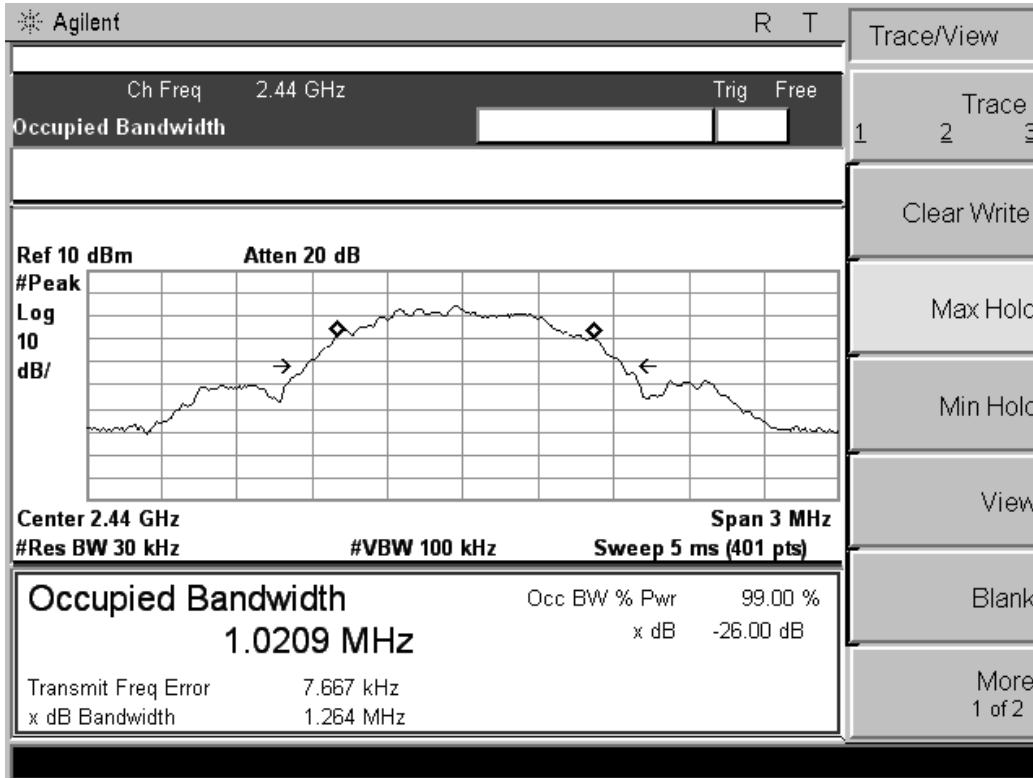 Agilent R T
Ch Freq 2.44 GHz Trig Free
Occupied Bandwidth
Ref 10 dBm Atten 20 dB
#Peak
Log
10
dB/
Center 2.44 GHz Span 3 MHz
#Res BW 30 kHz #VBW 100 kHz Sweep 5 ms (401 pts)
Occupied Bandwidth
1.0209 MHz
Occ BW % Pwr 99.00 %
x dB -26.00 dB
Transmit Freq Error 7.667 kHz
x dB Bandwidth 1.264 MHz
Trace/View
Trace
1 2 3
Clear Write
Max Hold
Min Hold
View
Blank
More
1 of 2